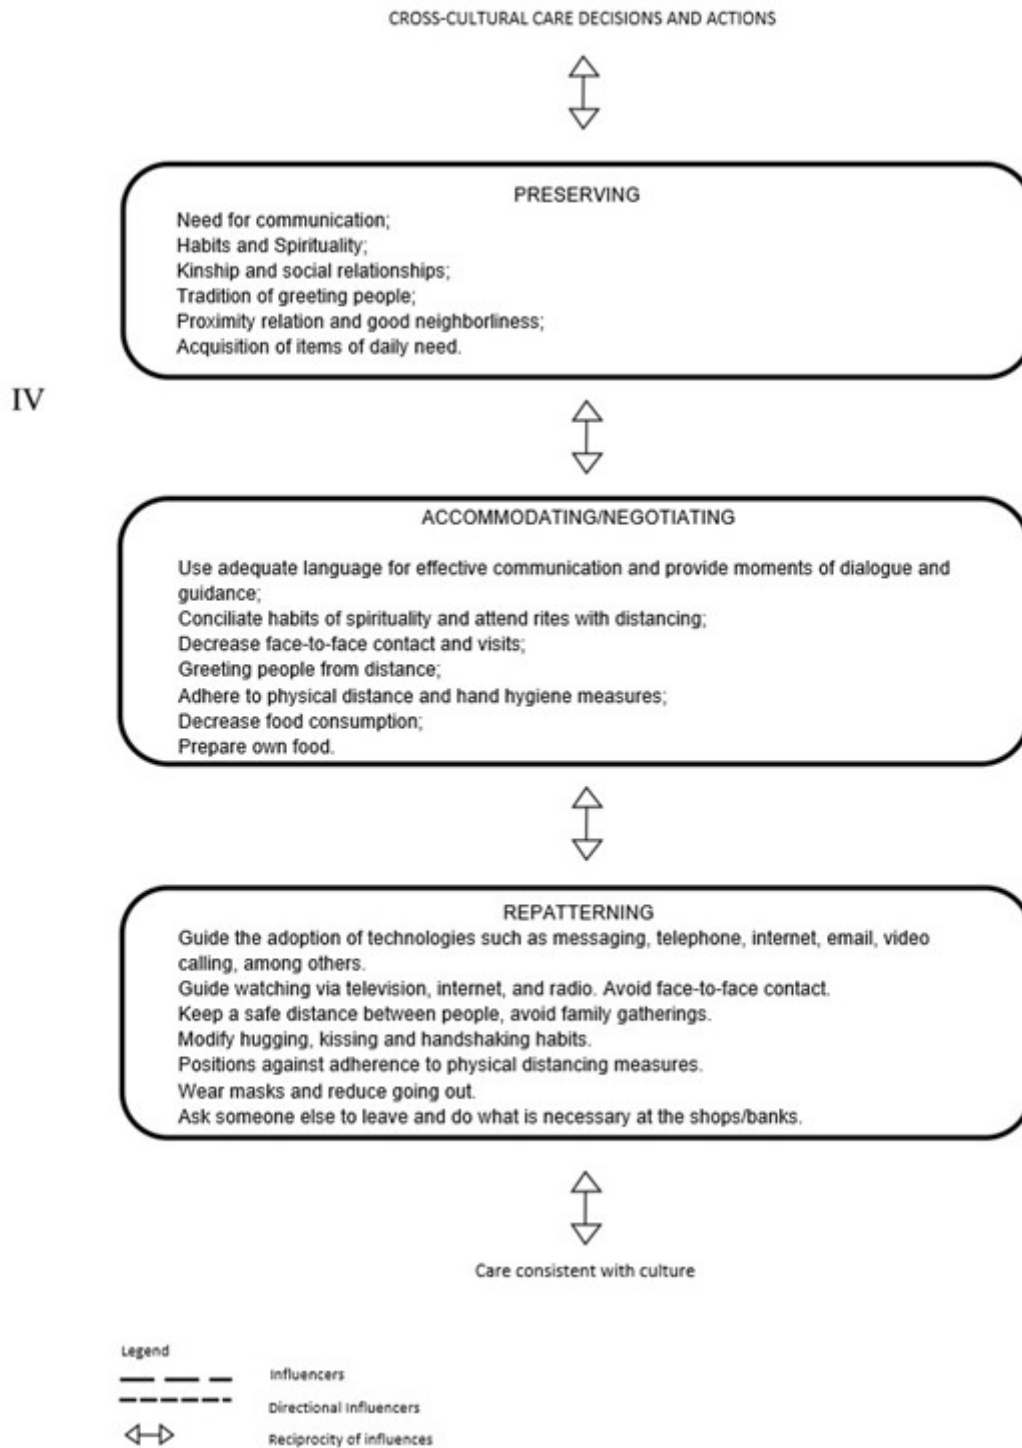 CROSS-CULTURAL CARE DECISIONS AND ACTIONS
PRESERVING
Need for communication;
Habits and Spirituality;
Kinship and social relationships;
Tradition of greeting people;
Proximity relation and good neighborliness;
Acquisition of items of daily need.
IV
ACCOMMODATING/NEGOTIATING
Use adequate language for effective communication and provide moments of dialogue and
guidance;
Conciliate habits of spirituality and attend rites with distancing;
Decrease face-to-face contact and visits;
Greeting people from distance;
Adhere to physical distance and hand hygiene measures;
Decrease food consumption;
Prepare own food.
REPATTERNING
Guide the adoption of technologies such as messaging, telephone, internet, email, video
calling, among others.
Guide watching via television, internet, and radio. Avoid face-to-face contact.
Keep a safe distance between people, avoid family gatherings.
Modify hugging, kissing and handshaking habits.
Positions against adherence to physical distancing measures.
Wear masks and reduce going out.
Ask someone else to leave and do what is necessary at the shops/banks.
Care consistent with culture
Legend
Influencers
Directional Influencers
Reciprocity of influences